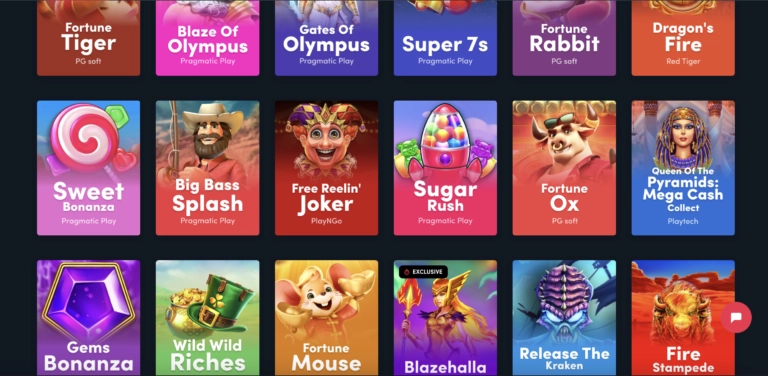 Fortune
Tiger
PG soft
Blaze Of
Olympus
Pragmatic Play
Gates Of
Olympus
Pragmatic Play
Super 7s
Pragmatic Play
Fortune
Rabbit
PG soft
Dragon's
Fire
Red Tiger
Sweet
Bonanza
Pragmatic Play
Big Bass
Splash
Pragmatic Play
Free Reelin'
Joker
PlayNGo
Sugar
Rush
Pragmatic Play
Fortune
Ox
PG soft
Queen Of The
Pyramids:
Mega Cash
Collect
Playtech
Gems
Bonanza
Wild Wild
Riches
Fortune
Mouse
EXCLUSIVE
Blazehalla
Release The
Kraken
Fire
Stampede